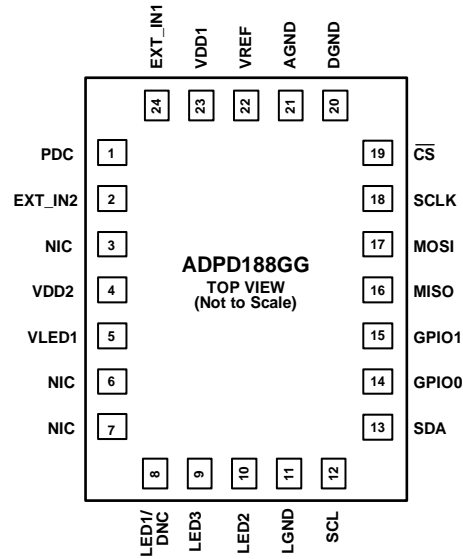 EXT_IN1
VDD1
VREF
AGND
DGND
24
23
22
21
20
PDC 1
19 CS
EXT_IN2 2
18 SCLK
NIC 3
17 MOSI
VDD2 4
16 MISO
VLED1 5
15 GPIO1
NIC 6
14 GPIO0
NIC 7
13 SDA
ADPD188GG
TOP VIEW
(Not to Scale)
8
9
10
11
12
LED1/
DNC
LED3
LED2
LGND
SCL